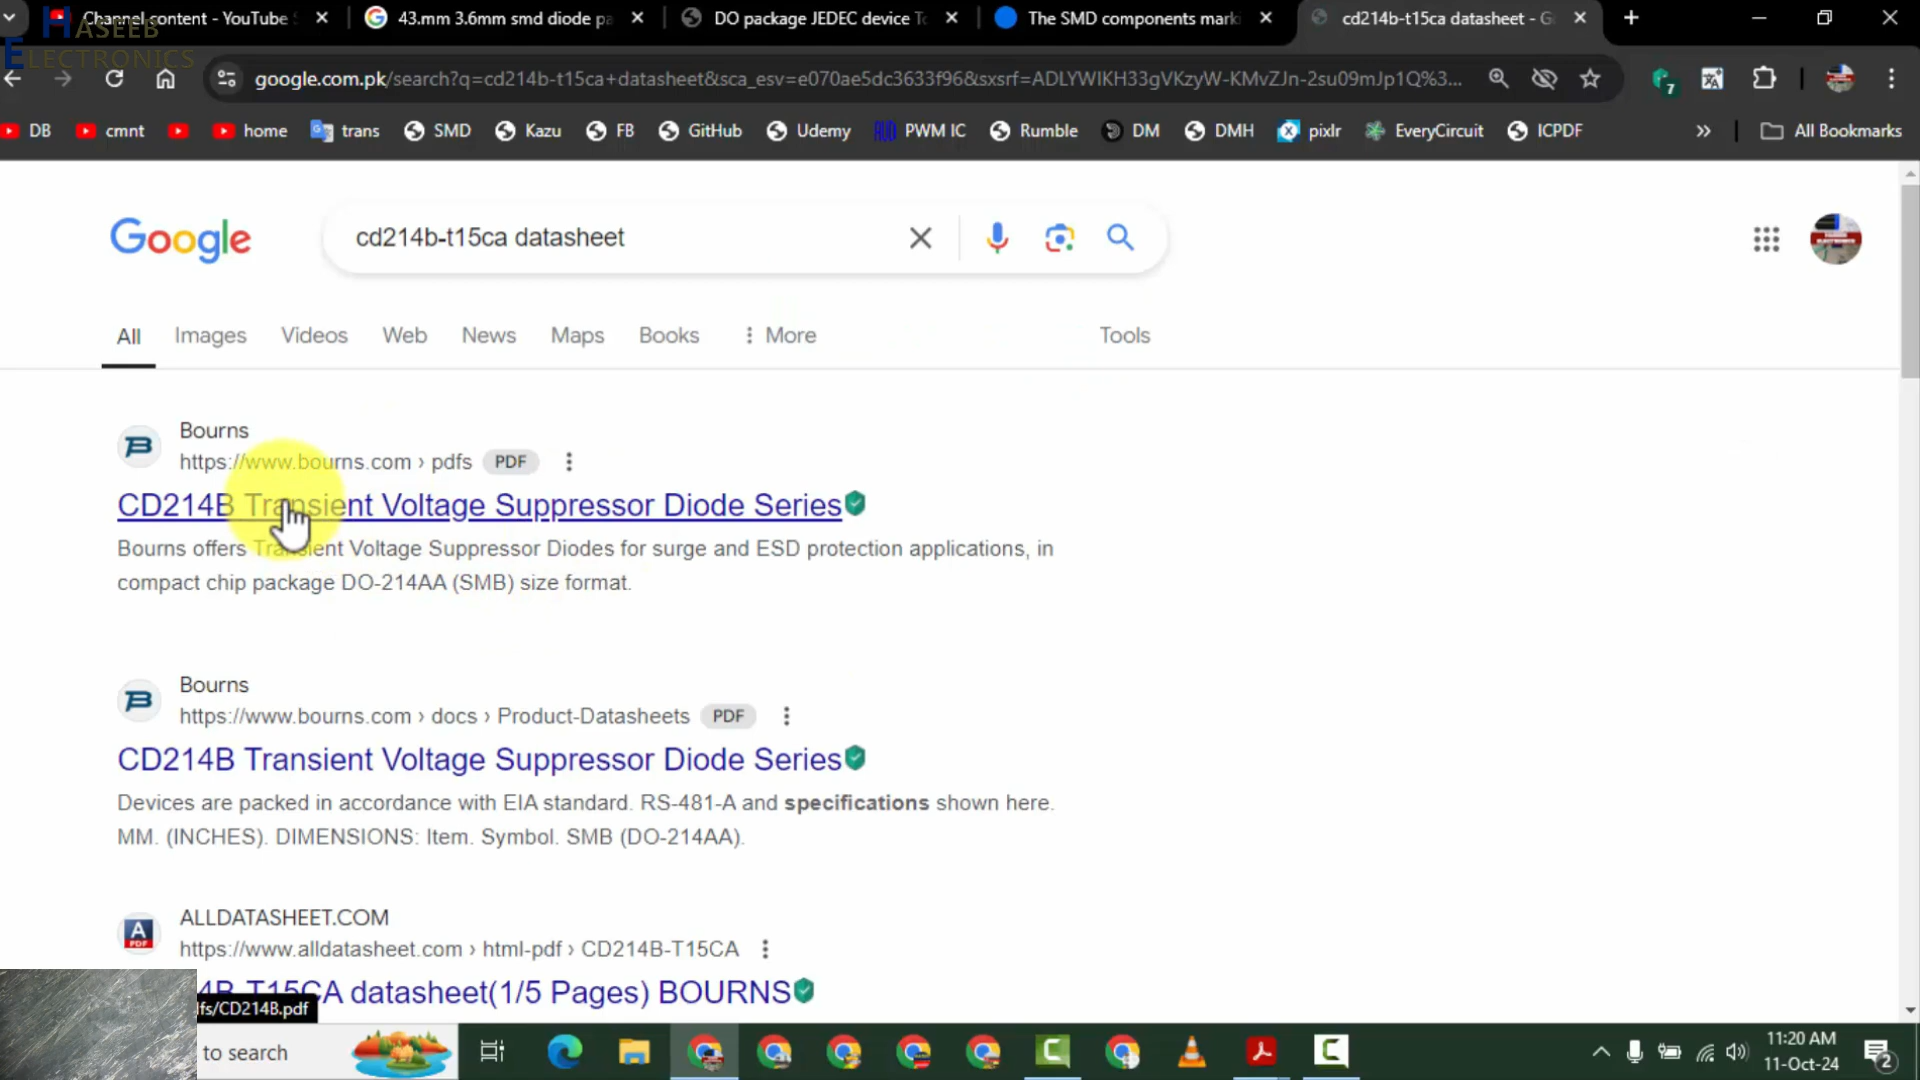 Channel content - YouTube S
43.mm 3.6mm smd diode pa
DO package JEDEC device To
The SMD components mark
cd214b-t15ca datasheet - G
HASEEB
ELECTRONICS
google.com.pk/search?q=cd214b-t15ca+datasheet&sca_esv=e070ae5dc3633f96&sxsrf=ADLYWIKH33gVKzyW-KMvZJn-2su09mJp1Q%3...
7
DB
cmnt
home
trans
SMD
Kazu
FB
GitHub
Udemy
PWM IC
Rumble
DM
DMH
pixlr
EveryCircuit
ICPDF
»
All Bookmarks
Google
cd214b-t15ca datasheet
All
Images
Videos
Web
News
Maps
Books
More
Tools
Bourns
https://www.bourns.com › pdfs
PDF
CD214B Transient Voltage Suppressor Diode Series
Bourns offers Transient Voltage Suppressor Diodes for surge and ESD protection applications, in
compact chip package DO-214AA (SMB) size format.
Bourns
https://www.bourns.com › docs › Product-Datasheets
PDF
CD214B Transient Voltage Suppressor Diode Series
Devices are packed in accordance with EIA standard. RS-481-A and specifications shown here.
MM. (INCHES). DIMENSIONS: Item. Symbol. SMB (DO-214AA).
ALLDATASHEET.COM
https://www.alldatasheet.com › html-pdf › CD214B-T15CA
4B-T15CA datasheet(1/5 Pages) BOURNS
lfs/CD214B.pdf
to search
11:20 AM
11-Oct-24
2